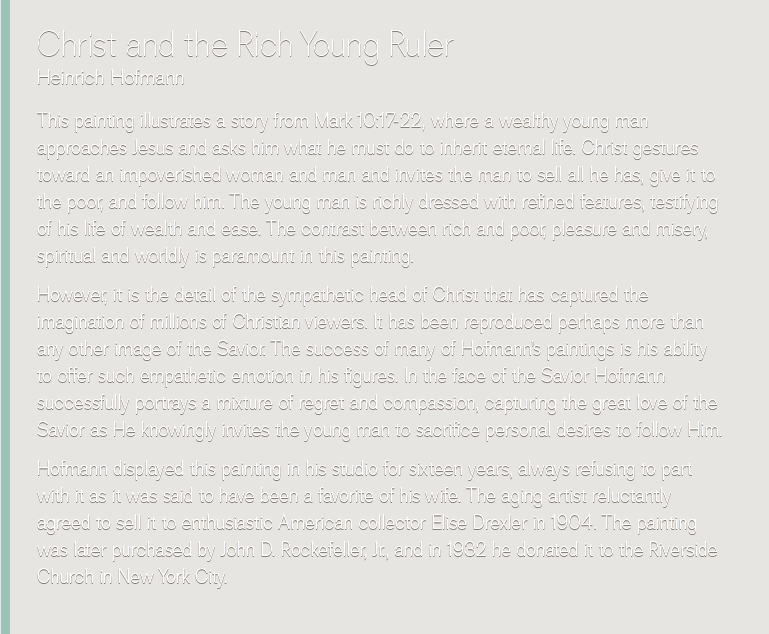 Christ and the Rich Young Ruler
Heinrich Hofmann
This painting illustrates a story from Mark 10:17-22, where a wealthy young man
approaches Jesus and asks him what he must do to inherit eternal life. Christ gestures
toward an impoverished woman and man and invites the man to sell all he has, give it to
the poor, and follow him. The young man is richly dressed with refined features, testifying
of his life of wealth and ease. The contrast between rich and poor, pleasure and misery,
spiritual and worldly is paramount in this painting.
However, it is the detail of the sympathetic head of Christ that has captured the
imagination of millions of Christian viewers. It has been reproduced perhaps more than
any other image of the Savior. The success of many of Hofmann's paintings is his ability
to offer such empathetic emotion in his figures. In the face of the Savior Hofmann
successfully portrays a mixture of regret and compassion, capturing the great love of the
Savior as He knowingly invites the young man to sacrifice personal desires to follow Him.
Hofmann displayed this painting in his studio for sixteen years, always refusing to part
with it as it was said to have been a favorite of his wife. The aging artist reluctantly
agreed to sell it to enthusiastic American collector Elise Drexler in 1904. The painting
was later purchased by John D. Rockefeller, Jr., and in 1932 he donated it to the Riverside
Church in New York City.